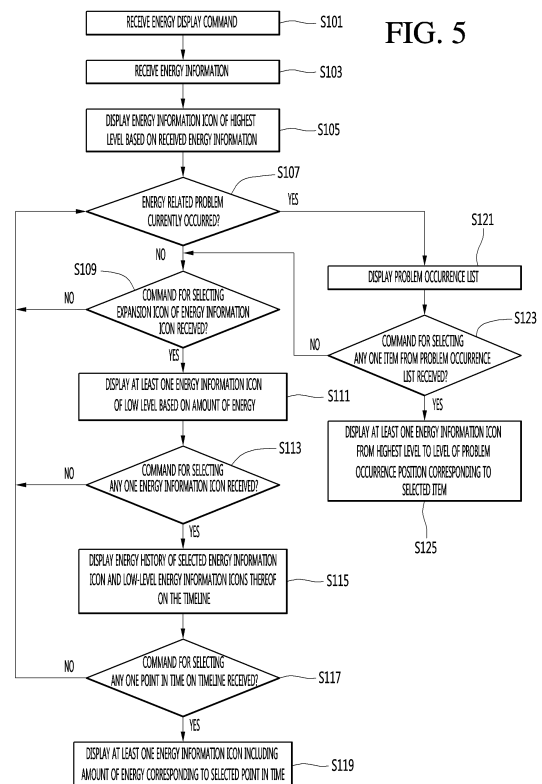 FIG. 5
RECEIVE ENERGY DISPLAY COMMAND
S101
RECEIVE ENERGY INFORMATION
S103
DISPLAY ENERGY INFORMATION ICON OF HIGHEST
LEVEL BASED ON RECEIVED ENERGY INFORMATION
S105
S107
ENERGY RELATED PROBLEM
CURRENTLY OCCURRED?
YES
NO
S109
COMMAND FOR SELECTING
EXPANSION ICON OF ENERGY INFORMATION
ICON RECEIVED?
NO
YES
DISPLAY AT LEAST ONE ENERGY INFORMATION ICON
OF LOW LEVEL BASED ON AMOUNT OF ENERGY
S111
S113
COMMAND FOR SELECTING
ANY ONE ENERGY INFORMATION ICON RECEIVED?
NO
YES
DISPLAY ENERGY HISTORY OF SELECTED ENERGY INFORMATION
ICON AND LOW-LEVEL ENERGY INFORMATION ICONS THEREOF
ON THE TIMELINE
S115
COMMAND FOR SELECTING
ANY ONE POINT IN TIME ON TIMELINE RECEIVED?
S117
NO
YES
DISPLAY AT LEAST ONE ENERGY INFORMATION ICON INCLUDING
AMOUNT OF ENERGY CORRESPONDING TO SELECTED POINT IN TIME
S119
S121
DISPLAY PROBLEM OCCURRENCE LIST
S123
COMMAND FOR SELECTING
ANY ONE ITEM FROM PROBLEM OCCURRENCE
LIST RECEIVED?
NO
YES
DISPLAY AT LEAST ONE ENERGY INFORMATION ICON
FROM HIGHEST LEVEL TO LEVEL OF PROBLEM
OCCURRENCE POSITION CORRESPONDING TO
SELECTED ITEM
S125